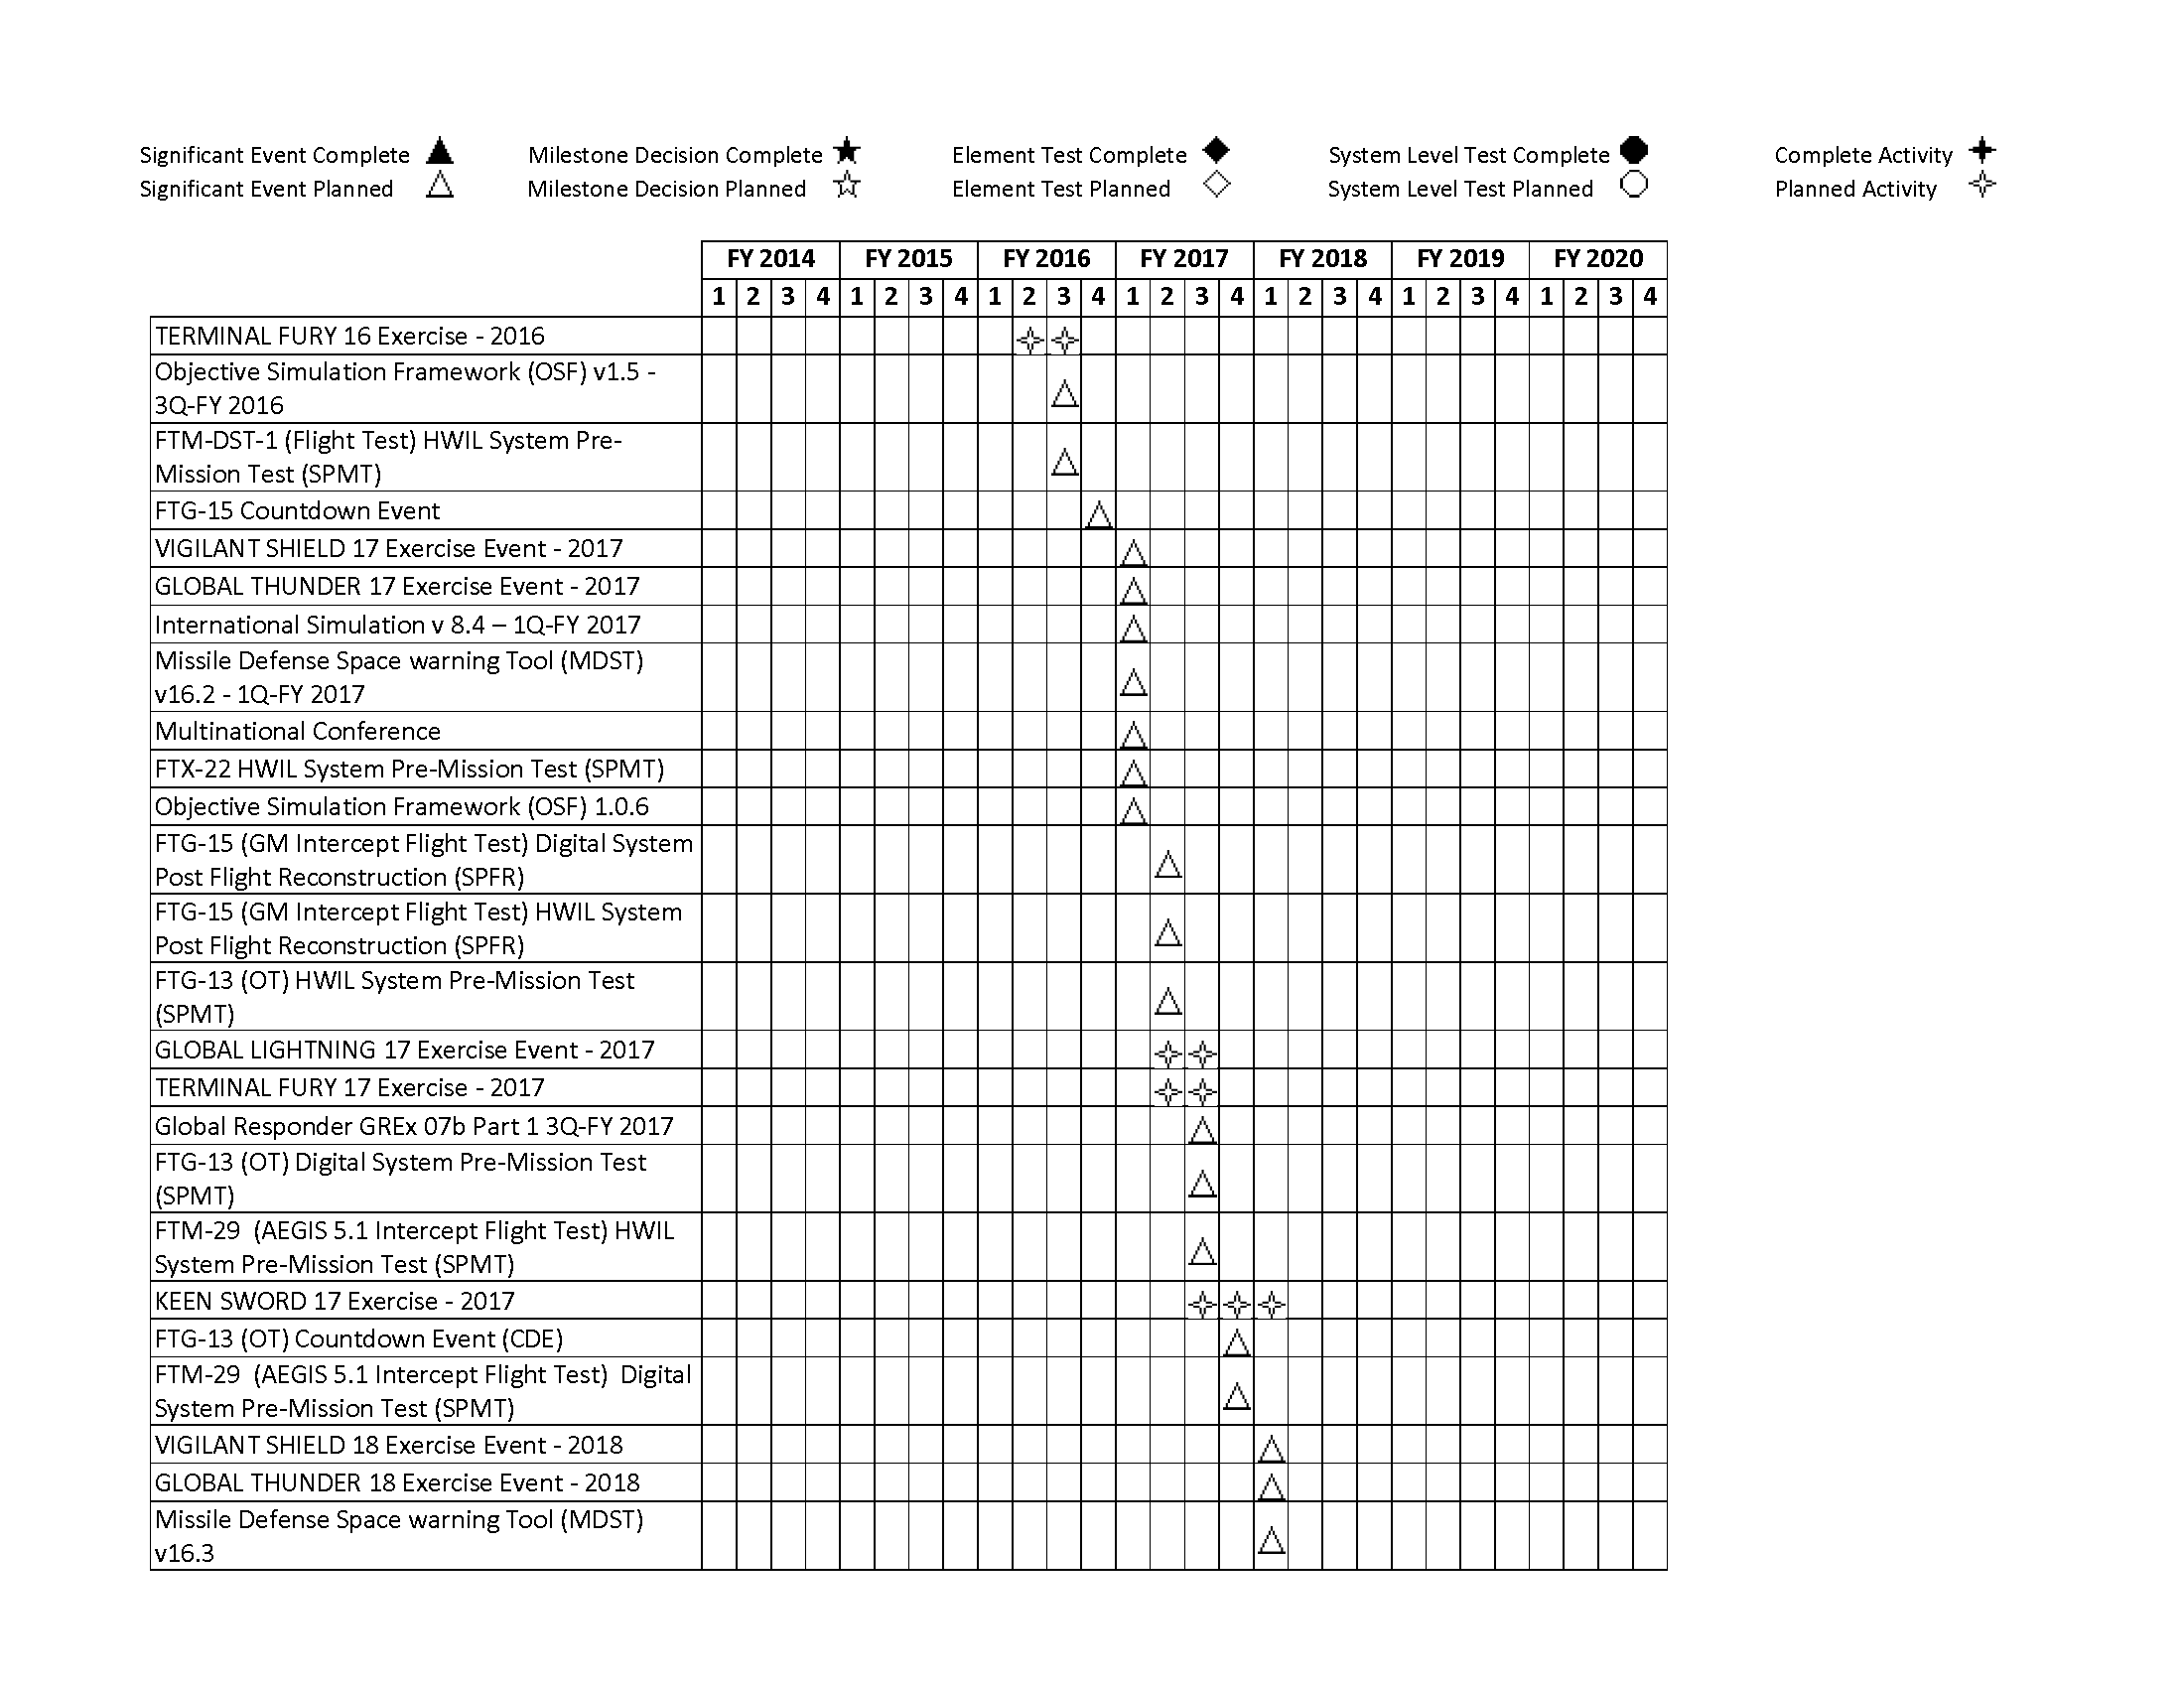 Significant Event Complete
Milestone Decision Complete
Element Test Complete
System Level Test Complete
Complete Activity
Significant Event Planned
Milestone Decision Planned
Element Test Planned
System Level Test Planned
Planned Activity
FY 2014 FY 2015 FY 2016 FY 2017 FY 2018 FY 2019 FY 2020
1 2 3 4 1 2 3 4 1 2 3 4 1 2 3 4 1 2 3 4 1 2 3 4 1 2 3 4
TERMINAL FURY 16 Exercise - 2016
Objective Simulation Framework (OSF) v1.5 -
3Q-FY 2016
FTM-DST-1 (Flight Test) HWIL System Pre-
Mission Test (SPMT)
FTG-15 Countdown Event
VIGILANT SHIELD 17 Exercise Event - 2017
GLOBAL THUNDER 17 Exercise Event - 2017
International Simulation v 8.4 – 1Q-FY 2017
Missile Defense Space warning Tool (MDST)
v16.2 - 1Q-FY 2017
Multinational Conference
FTX-22 HWIL System Pre-Mission Test (SPMT)
Objective Simulation Framework (OSF) 1.0.6
FTG-15 (GM Intercept Flight Test) Digital System
Post Flight Reconstruction (SPFR)
FTG-15 (GM Intercept Flight Test) HWIL System
Post Flight Reconstruction (SPFR)
FTG-13 (OT) HWIL System Pre-Mission Test
(SPMT)
GLOBAL LIGHTNING 17 Exercise Event - 2017
TERMINAL FURY 17 Exercise - 2017
Global Responder GREx 07b Part 1 3Q-FY 2017
FTG-13 (OT) Digital System Pre-Mission Test
(SPMT)
FTM-29  (AEGIS 5.1 Intercept Flight Test) HWIL
System Pre-Mission Test (SPMT)
KEEN SWORD 17 Exercise - 2017
FTG-13 (OT) Countdown Event (CDE)
FTM-29  (AEGIS 5.1 Intercept Flight Test)  Digital
System Pre-Mission Test (SPMT)
VIGILANT SHIELD 18 Exercise Event - 2018
GLOBAL THUNDER 18 Exercise Event - 2018
Missile Defense Space warning Tool (MDST)
v16.3